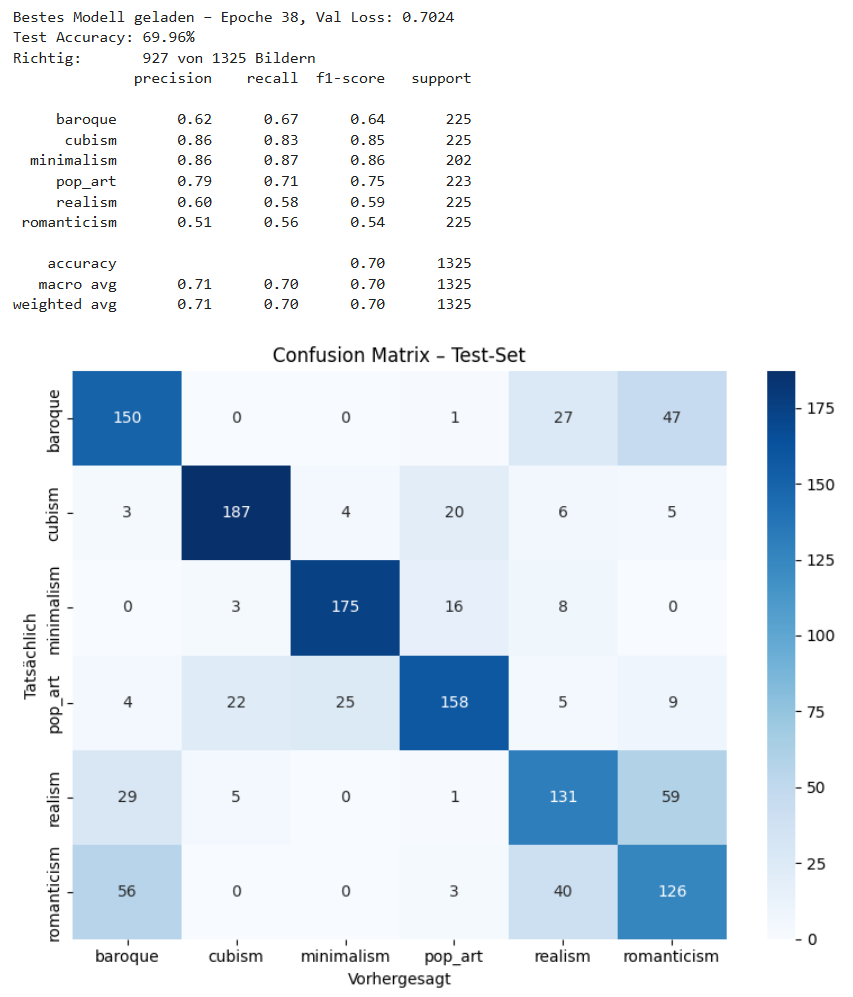 Bestes Modell geladen – Epoche 38, Val Loss: 0.7024
Test Accuracy: 69.96%
Richtig: 927 von 1325 Bildern
precision recall f1-score support
baroque 0.62 0.67 0.64 225
cubism 0.86 0.83 0.85 225
minimalism 0.86 0.87 0.86 202
pop_art 0.79 0.71 0.75 223
realism 0.60 0.58 0.59 225
romanticism 0.51 0.56 0.54 225
accuracy 0.70 1325
macro avg 0.71 0.70 0.70 1325
weighted avg 0.71 0.70 0.70 1325
Confusion Matrix – Test-Set
Tatsächlich
baroque 150 0 0 1 27 47
cubism 3 187 4 20 6 5
minimalism 0 3 175 16 8 0
pop_art 4 22 25 158 5 9
realism 29 5 0 1 131 59
romanticism 56 0 0 3 40 126
baroque cubism minimalism pop_art realism romanticism
Vorhergesagt
175
150
125
100
75
50
25
0